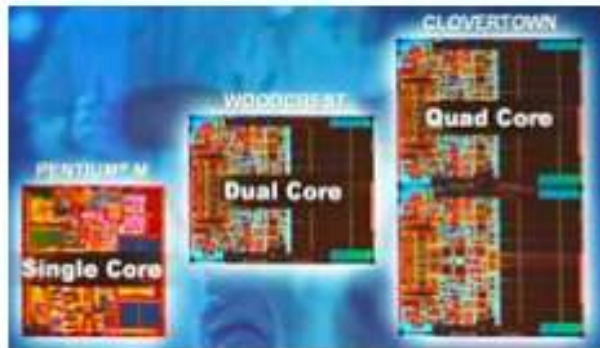 PENTIUM® M
Single Core
WOODCREST
Dual Core
CLOVERTOWN
Quad Core